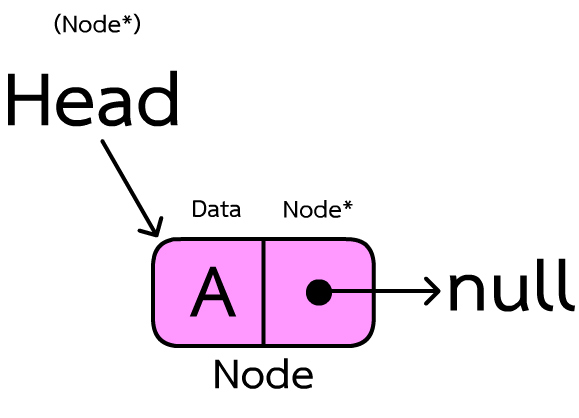 (Node*)
Head
Data Node*
A
null
Node